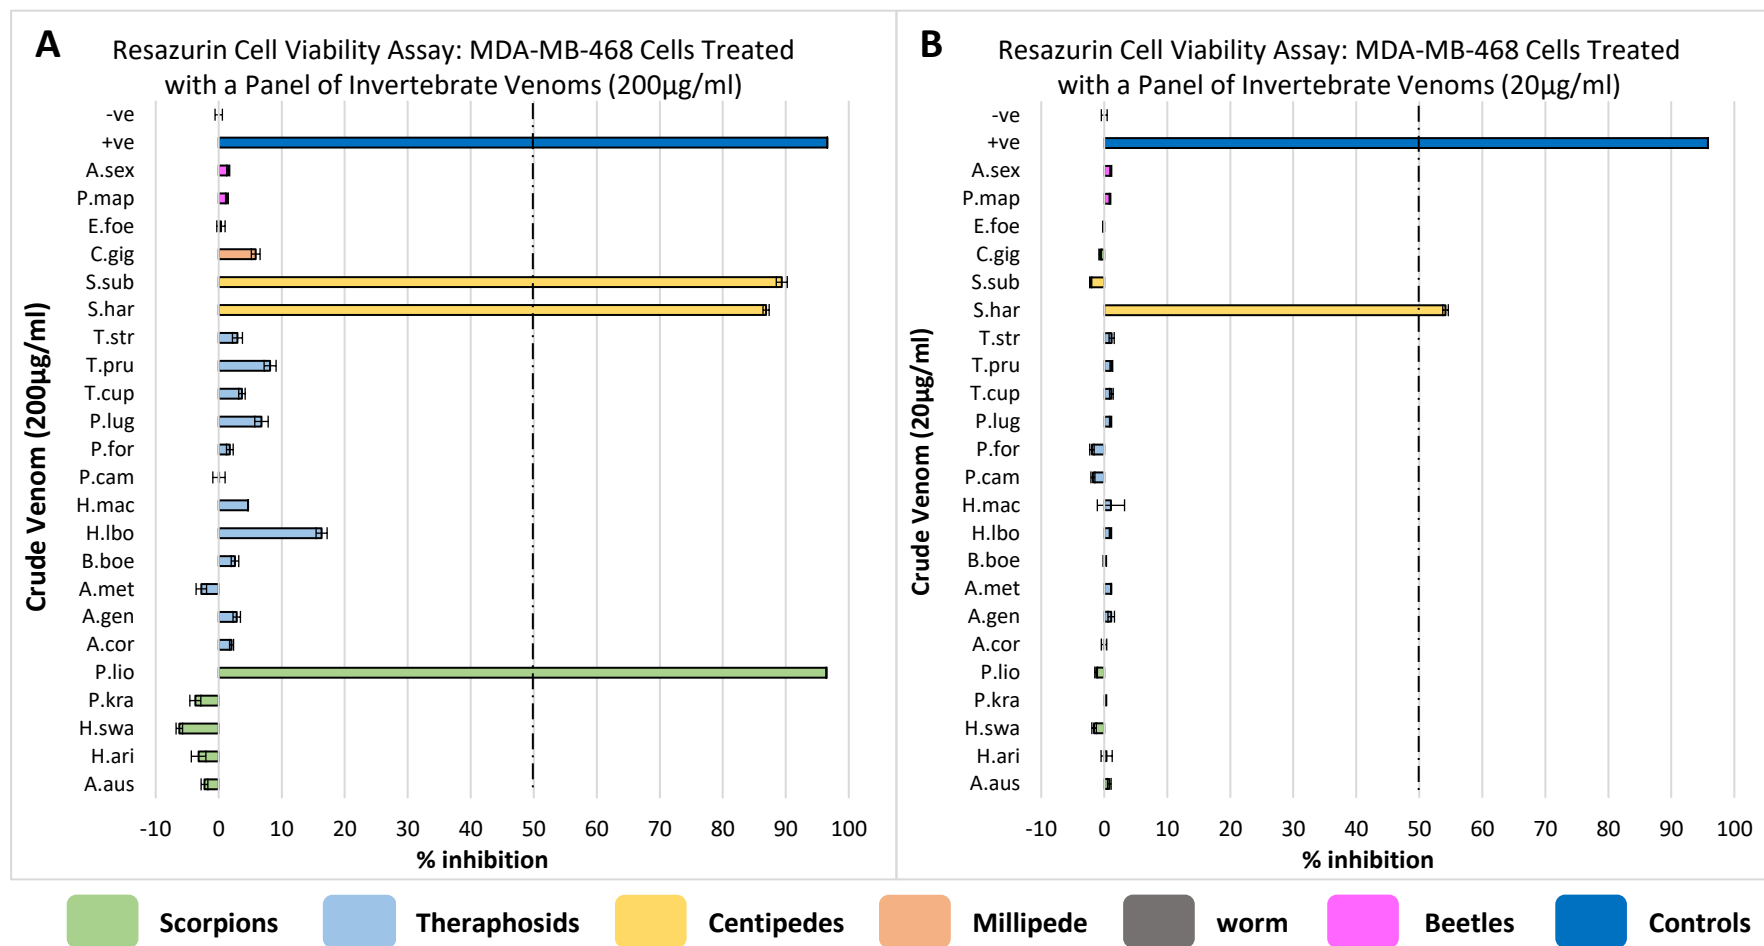 A
Resazurin Cell Viability Assay: MDA-MB-468 Cells Treated
with a Panel of Invertebrate Venoms (200µg/ml)
Crude Venom (200µg/ml)
-ve
+ve
A.sex
P.map
E.foe
C.gig
S.sub
S.har
T.str
T.pru
T.cup
P.lug
P.for
P.cam
H.mac
H.lbo
B.boe
A.met
A.gen
A.cor
P.lio
P.kra
H.swa
H.ari
A.aus
-10 0 10 20 30 40 50 60 70 80 90 100
% inhibition
B
Resazurin Cell Viability Assay: MDA-MB-468 Cells Treated
with a Panel of Invertebrate Venoms (20µg/ml)
Crude Venom (20µg/ml)
-ve
+ve
A.sex
P.map
E.foe
C.gig
S.sub
S.har
T.str
T.pru
T.cup
P.lug
P.for
P.cam
H.mac
H.lbo
B.boe
A.met
A.gen
A.cor
P.lio
P.kra
H.swa
H.ari
A.aus
-10 0 10 20 30 40 50 60 70 80 90 100
% inhibition
Scorpions Theraphosids Centipedes Millipede worm Beetles Controls